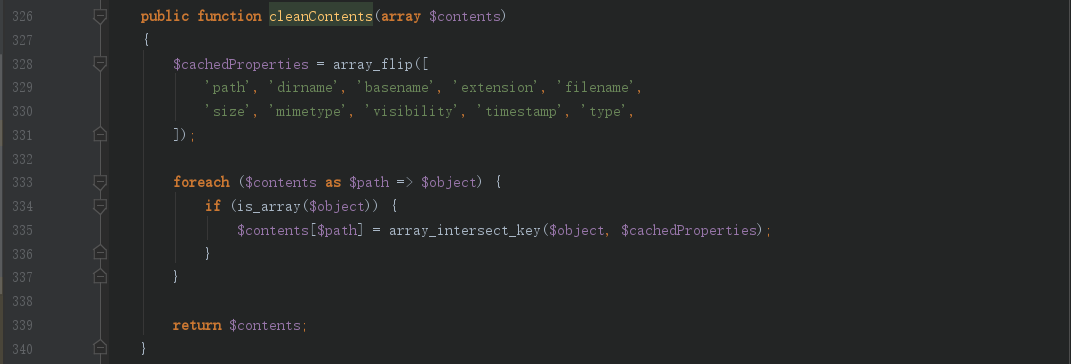 326 public function cleanContents(array $contents)
327 {
328 $cachedProperties = array_flip([
329 'path', 'dirname', 'basename', 'extension', 'filename',
330 'size', 'mimetype', 'visibility', 'timestamp', 'type',
331 ]);
332
333 foreach ($contents as $path => $object) {
334 if (is_array($object)) {
335 $contents[$path] = array_intersect_key($object, $cachedProperties);
336 }
337 }
338
339 return $contents;
340 }